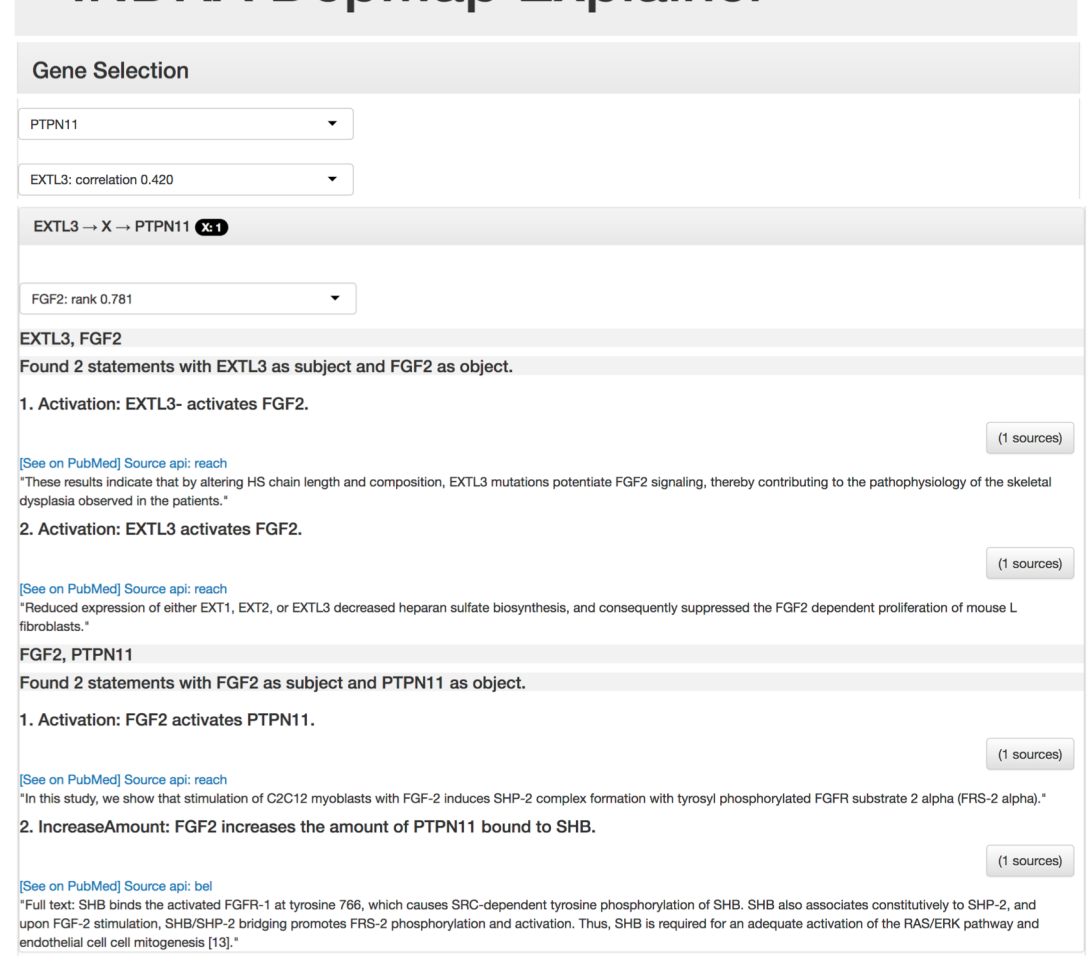 Gene Selection
PTPN11
EXTL3: correlation 0.420
EXTL3 → X → PTPN11 X: 1
FGF2: rank 0.781
EXTL3, FGF2
Found 2 statements with EXTL3 as subject and FGF2 as object.
1. Activation: EXTL3- activates FGF2.
(1 sources)
[See on PubMed] Source api: reach
"These results indicate that by altering HS chain length and composition, EXTL3 mutations potentiate FGF2 signaling, thereby contributing to the pathophysiology of the skeletal
dysplasia observed in the patients."
2. Activation: EXTL3 activates FGF2.
(1 sources)
[See on PubMed] Source api: reach
"Reduced expression of either EXT1, EXT2, or EXTL3 decreased heparan sulfate biosynthesis, and consequently suppressed the FGF2 dependent proliferation of mouse L
fibroblasts."
FGF2, PTPN11
Found 2 statements with FGF2 as subject and PTPN11 as object.
1. Activation: FGF2 activates PTPN11.
(1 sources)
[See on PubMed] Source api: reach
"In this study, we show that stimulation of C2C12 myoblasts with FGF-2 induces SHP-2 complex formation with tyrosyl phosphorylated FGFR substrate 2 alpha (FRS-2 alpha)."
2. IncreaseAmount: FGF2 increases the amount of PTPN11 bound to SHB.
(1 sources)
[See on PubMed] Source api: bel
"Full text: SHB binds the activated FGFR-1 at tyrosine 766, which causes SRC-dependent tyrosine phosphorylation of SHB. SHB also associates constitutively to SHP-2, and
upon FGF-2 stimulation, SHB/SHP-2 bridging promotes FRS-2 phosphorylation and activation. Thus, SHB is required for an adequate activation of the RAS/ERK pathway and
endothelial cell cell mitogenesis [13]."